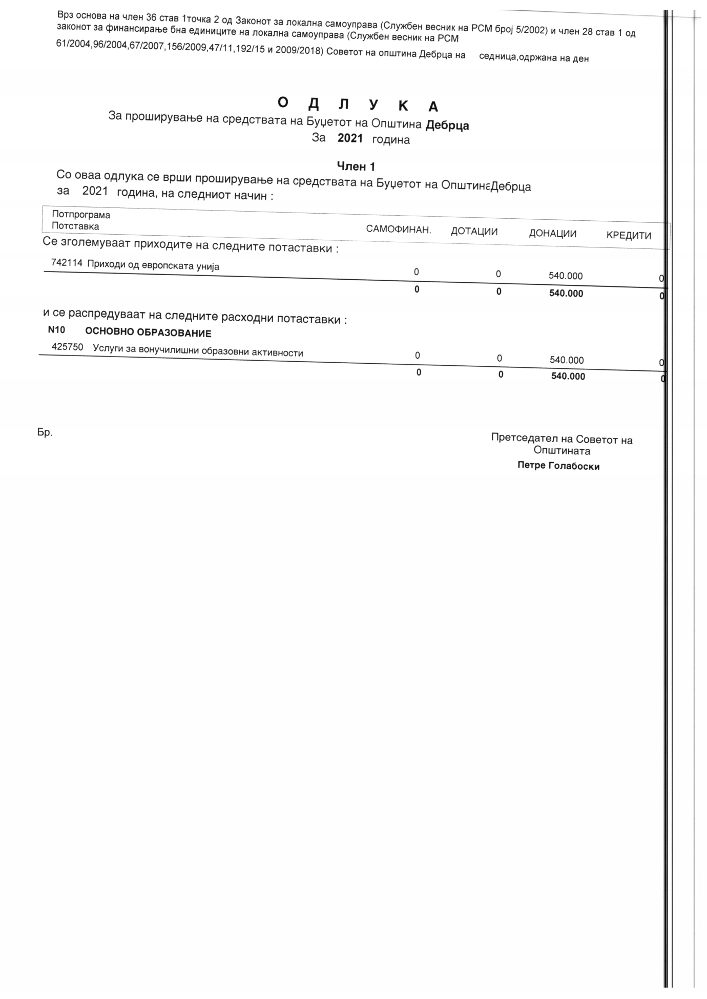 Врз основа на член 36 став 1точка 2 од Законот за локална самоуправа (Службен весник на РСМ број 5/2002) и член 28 став 1 од
законот за финансирање бна единиците на локална самоуправа (Службен весник на РСМ
61/2004,96/2004,67/2007,156/2009,47/11,192/15 и 2009/2018) Советот на општина Дебрца на седница,одржана на ден
О Д Л У К А
За проширување на средствата на Буџетот на Општина Дебрца
За 2021 година
Член 1
Со оваа одлука се врши проширување на средствата на Буџетот на ОпштинаДебрца
за 2021 година, на следниот начин :
Потпрограма
Потставка САМОФИНАН. ДОТАЦИИ ДОНАЦИИ КРЕДИТИ
Се зголемуваат приходите на следните потаставки :
742114 Приходи од европската унија 0 0 540.000 0
0 0 540.000 0
и се распредуваат на следните расходни потаставки :
N10 ОСНОВНО ОБРАЗОВАНИЕ
425750 Услуги за вонучилишни образовни активности 0 0 540.000 0
0 0 540.000 0
Бр.
Претседател на Советот на
Општината
Петре Голабоски